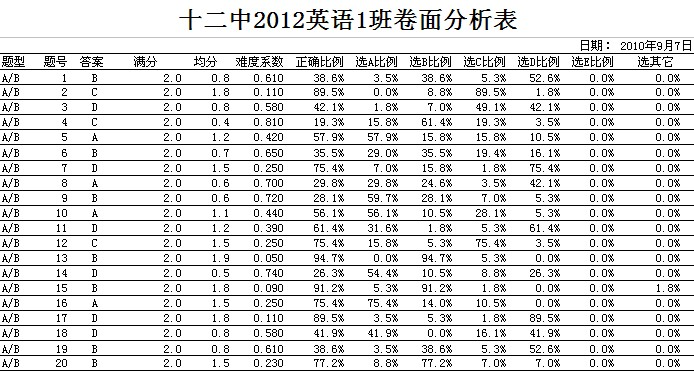 十二中2012英语1班卷面分析表
日期： 2010年9月7日
题型 题号 答案 满分 均分 难度系数 正确比例 选A比例 选B比例 选C比例 选D比例 选E比例 选其它
A/B 1 B 2.0 0.8 0.610 38.6% 3.5% 38.6% 5.3% 52.6% 0.0% 0.0%
A/B 2 C 2.0 1.8 0.110 89.5% 0.0% 8.8% 89.5% 1.8% 0.0% 0.0%
A/B 3 D 2.0 0.8 0.580 42.1% 1.8% 7.0% 49.1% 42.1% 0.0% 0.0%
A/B 4 C 2.0 0.4 0.810 19.3% 15.8% 61.4% 19.3% 3.5% 0.0% 0.0%
A/B 5 A 2.0 1.2 0.420 57.9% 57.9% 15.8% 15.8% 10.5% 0.0% 0.0%
A/B 6 B 2.0 0.7 0.650 35.5% 29.0% 35.5% 19.4% 16.1% 0.0% 0.0%
A/B 7 D 2.0 1.5 0.250 75.4% 7.0% 15.8% 1.8% 75.4% 0.0% 0.0%
A/B 8 A 2.0 0.6 0.700 29.8% 29.8% 24.6% 3.5% 42.1% 0.0% 0.0%
A/B 9 B 2.0 0.6 0.720 28.1% 59.7% 28.1% 7.0% 5.3% 0.0% 0.0%
A/B 10 A 2.0 1.1 0.440 56.1% 56.1% 10.5% 28.1% 5.3% 0.0% 0.0%
A/B 11 D 2.0 1.2 0.390 61.4% 31.6% 1.8% 5.3% 61.4% 0.0% 0.0%
A/B 12 C 2.0 1.5 0.250 75.4% 15.8% 5.3% 75.4% 3.5% 0.0% 0.0%
A/B 13 B 2.0 1.9 0.050 94.7% 0.0% 94.7% 5.3% 0.0% 0.0% 0.0%
A/B 14 D 2.0 0.5 0.740 26.3% 54.4% 10.5% 8.8% 26.3% 0.0% 0.0%
A/B 15 B 2.0 1.8 0.090 91.2% 5.3% 91.2% 1.8% 0.0% 0.0% 1.8%
A/B 16 A 2.0 1.5 0.250 75.4% 75.4% 14.0% 10.5% 0.0% 0.0% 0.0%
A/B 17 D 2.0 1.8 0.110 89.5% 3.5% 5.3% 1.8% 89.5% 0.0% 0.0%
A/B 18 D 2.0 0.8 0.580 41.9% 41.9% 0.0% 16.1% 41.9% 0.0% 0.0%
A/B 19 B 2.0 0.8 0.610 38.6% 3.5% 38.6% 5.3% 52.6% 0.0% 0.0%
A/B 20 B 2.0 1.5 0.230 77.2% 8.8% 77.2% 7.0% 7.0% 0.0% 0.0%